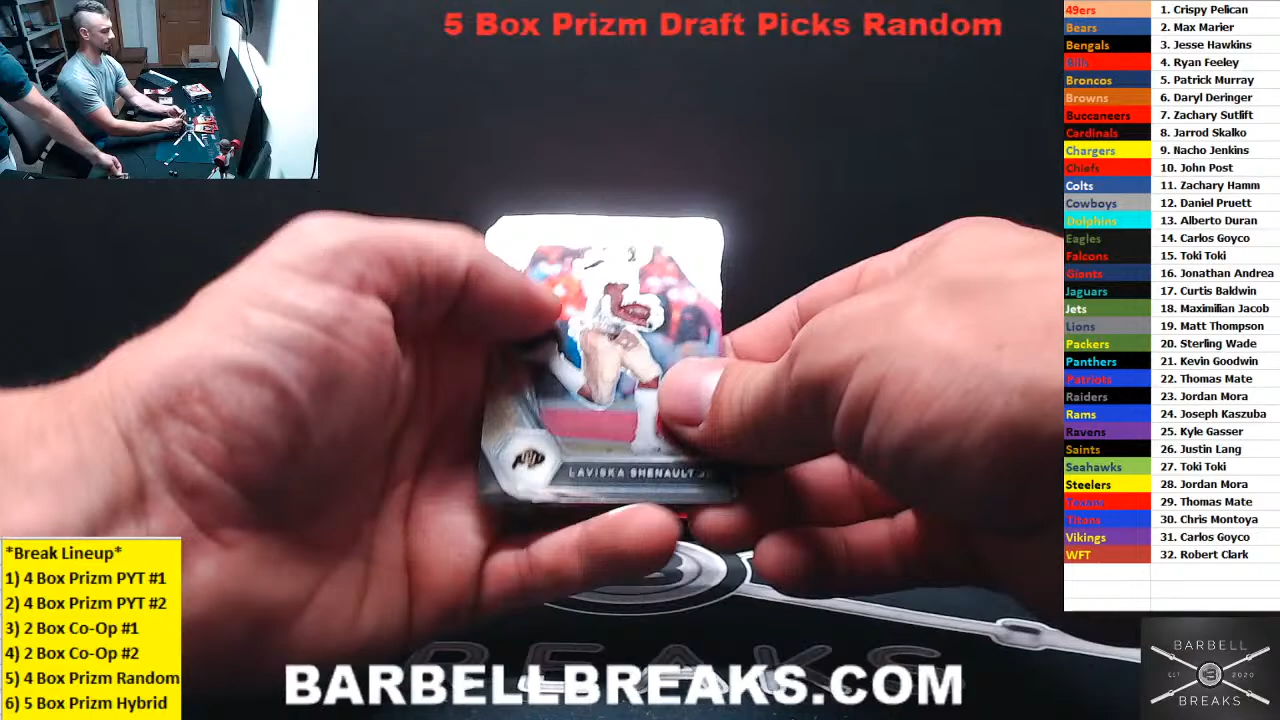 5 Box Prizm Draft Picks Random
49ers 1. Crispy Pelican
Bears 2. Max Marier
Bengals 3. Jesse Hawkins
Bills 4. Ryan Feeley
Broncos 5. Patrick Murray
Browns 6. Daryl Deringer
Buccaneers 7. Zachary Sutlift
Cardinals 8. Jarrod Skalko
Chargers 9. Nacho Jenkins
Chiefs 10. John Post
Colts 11. Zachary Hamm
Cowboys 12. Daniel Pruett
Dolphins 13. Alberto Duran
Eagles 14. Carlos Goyco
Falcons 15. Toki Toki
Giants 16. Jonathan Andrea
Jaguars 17. Curtis Baldwin
Jets 18. Maximilian Jacob
Lions 19. Matt Thompson
Packers 20. Sterling Wade
Panthers 21. Kevin Goodwin
Patriots 22. Thomas Mate
Raiders 23. Jordan Mora
Rams 24. Joseph Kaszuba
Ravens 25. Kyle Gasser
Saints 26. Justin Lang
Seahawks 27. Toki Toki
Steelers 28. Jordan Mora
Texans 29. Thomas Mate
Titans 30. Chris Montoya
Vikings 31. Carlos Goyco
WFT 32. Robert Clark
LAVISKA SHENAULT
*Break Lineup*
1) 4 Box Prizm PYT #1
2) 4 Box Prizm PYT #2
3) 2 Box Co-Op #1
4) 2 Box Co-Op #2
5) 4 Box Prizm Random
6) 5 Box Prizm Hybrid
BREAKS
BARBELLBREAKS.COM
BARBELL
EST 2020
BREAKS